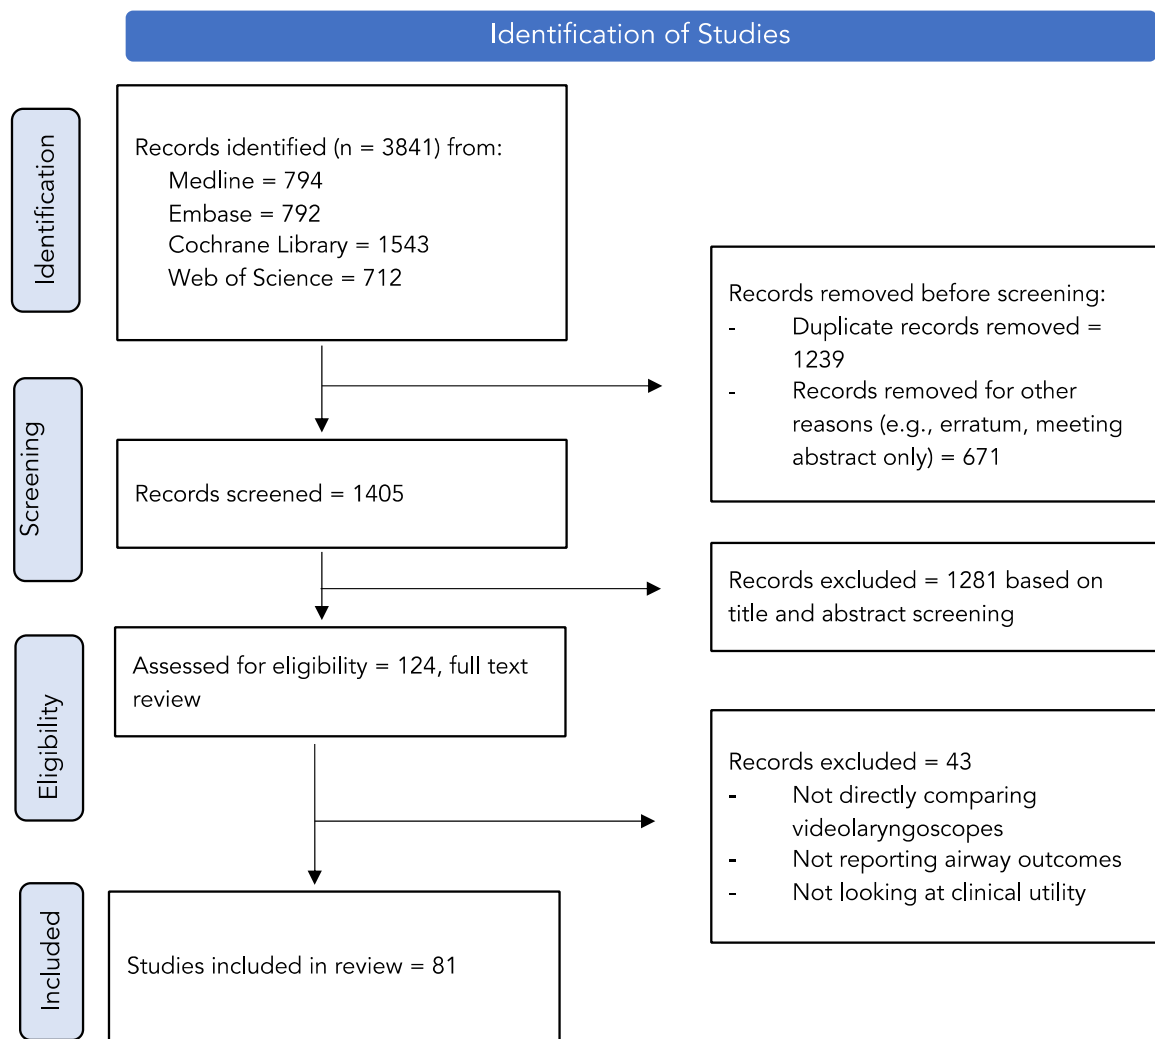 Identification of Studies
Identification
Records identified (n = 3841) from:
Medline = 794
Embase = 792
Cochrane Library = 1543
Web of Science = 712
Records removed before screening:
- Duplicate records removed =
1239
- Records removed for other
reasons (e.g., erratum, meeting
abstract only) = 671
Screening
Records screened = 1405
Records excluded = 1281 based on
title and abstract screening
Eligibility
Assessed for eligibility = 124, full text
review
Records excluded = 43
- Not directly comparing
videolaryngoscopes
- Not reporting airway outcomes
- Not looking at clinical utility
Included
Studies included in review = 81